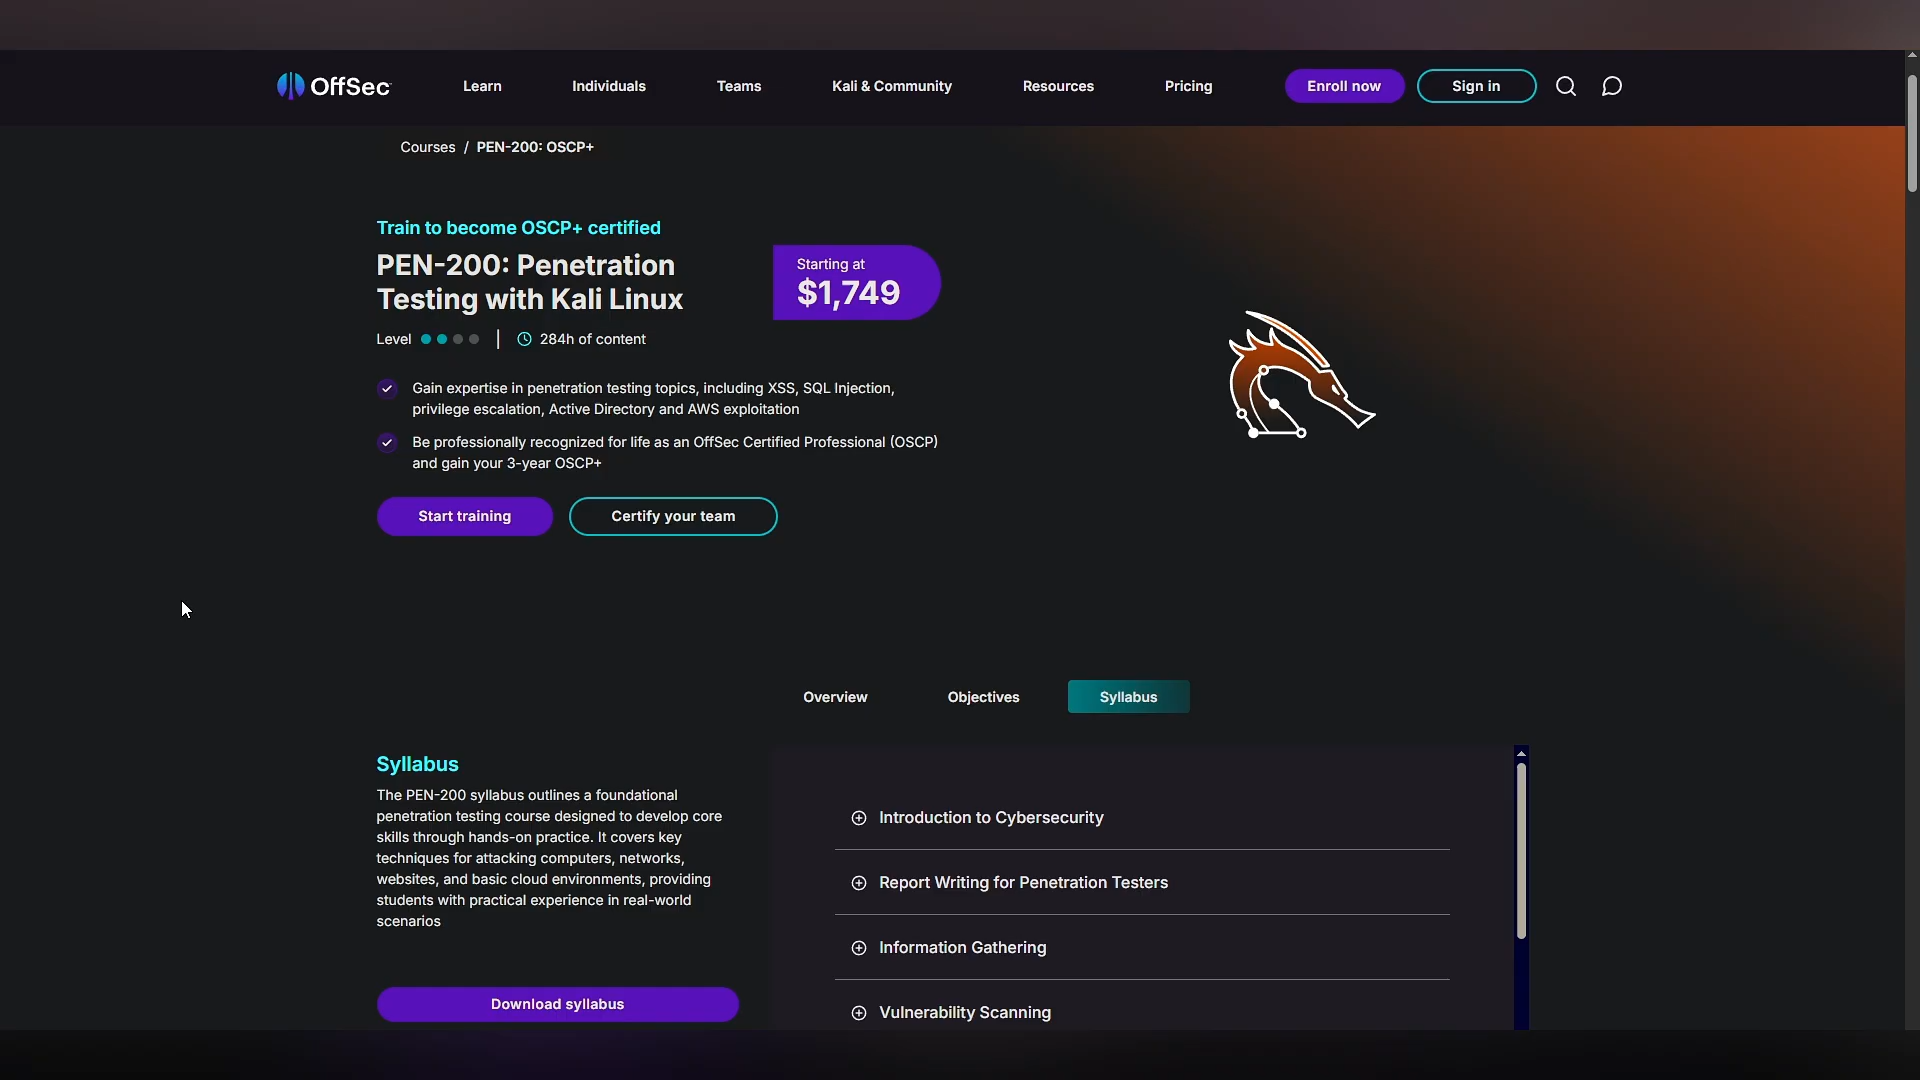 OffSec
Learn
Individuals
Teams
Kali & Community
Resources
Pricing
Enroll now
Sign in
Courses / PEN-200: OSCP+
Train to become OSCP+ certified
PEN-200: Penetration
Testing with Kali Linux
Starting at
$1,749
Level
284h of content
Gain expertise in penetration testing topics, including XSS, SQL Injection,
privilege escalation, Active Directory and AWS exploitation
Be professionally recognized for life as an OffSec Certified Professional (OSCP)
and gain your 3-year OSCP+
Start training
Certify your team
Overview
Objectives
Syllabus
Syllabus
The PEN-200 syllabus outlines a foundational
penetration testing course designed to develop core
skills through hands-on practice. It covers key
techniques for attacking computers, networks,
websites, and basic cloud environments, providing
students with practical experience in real-world
scenarios
Download syllabus
Introduction to Cybersecurity
Report Writing for Penetration Testers
Information Gathering
Vulnerability Scanning